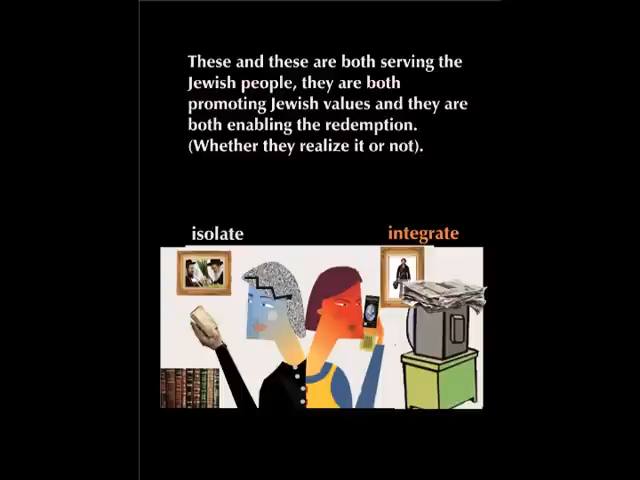 These and these are both serving the
Jewish people, they are both
promoting Jewish values and they are
both enabling the redemption.
(Whether they realize it or not).
isolate
integrate